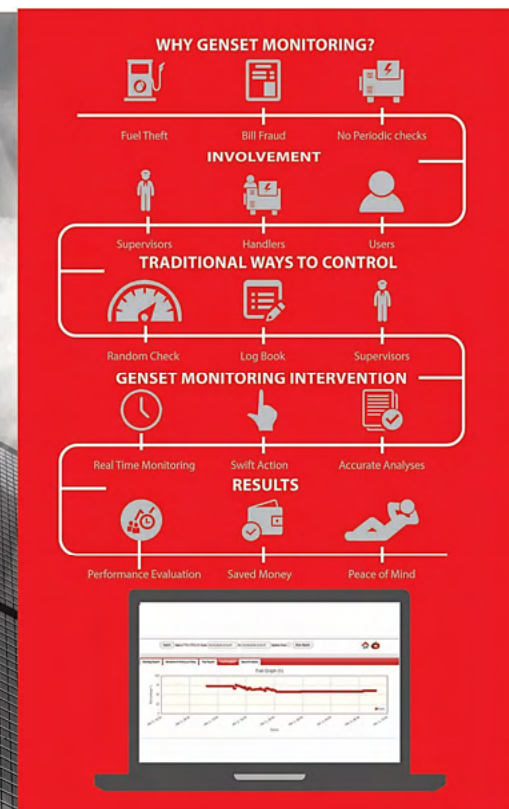 WHY GENSET MONITORING?
Fuel Theft
Bill Fraud
No Periodic checks
INVOLVEMENT
Supervisors
Handlers
Users
TRADITIONAL WAYS TO CONTROL
Random Check
Log Book
Supervisors
GENSET MONITORING INTERVENTION
Real Time Monitoring
Swift Action
Accurate Analyses
RESULTS
Performance Evaluation
Saved Money
Peace of Mind
Fuel Graph (%)